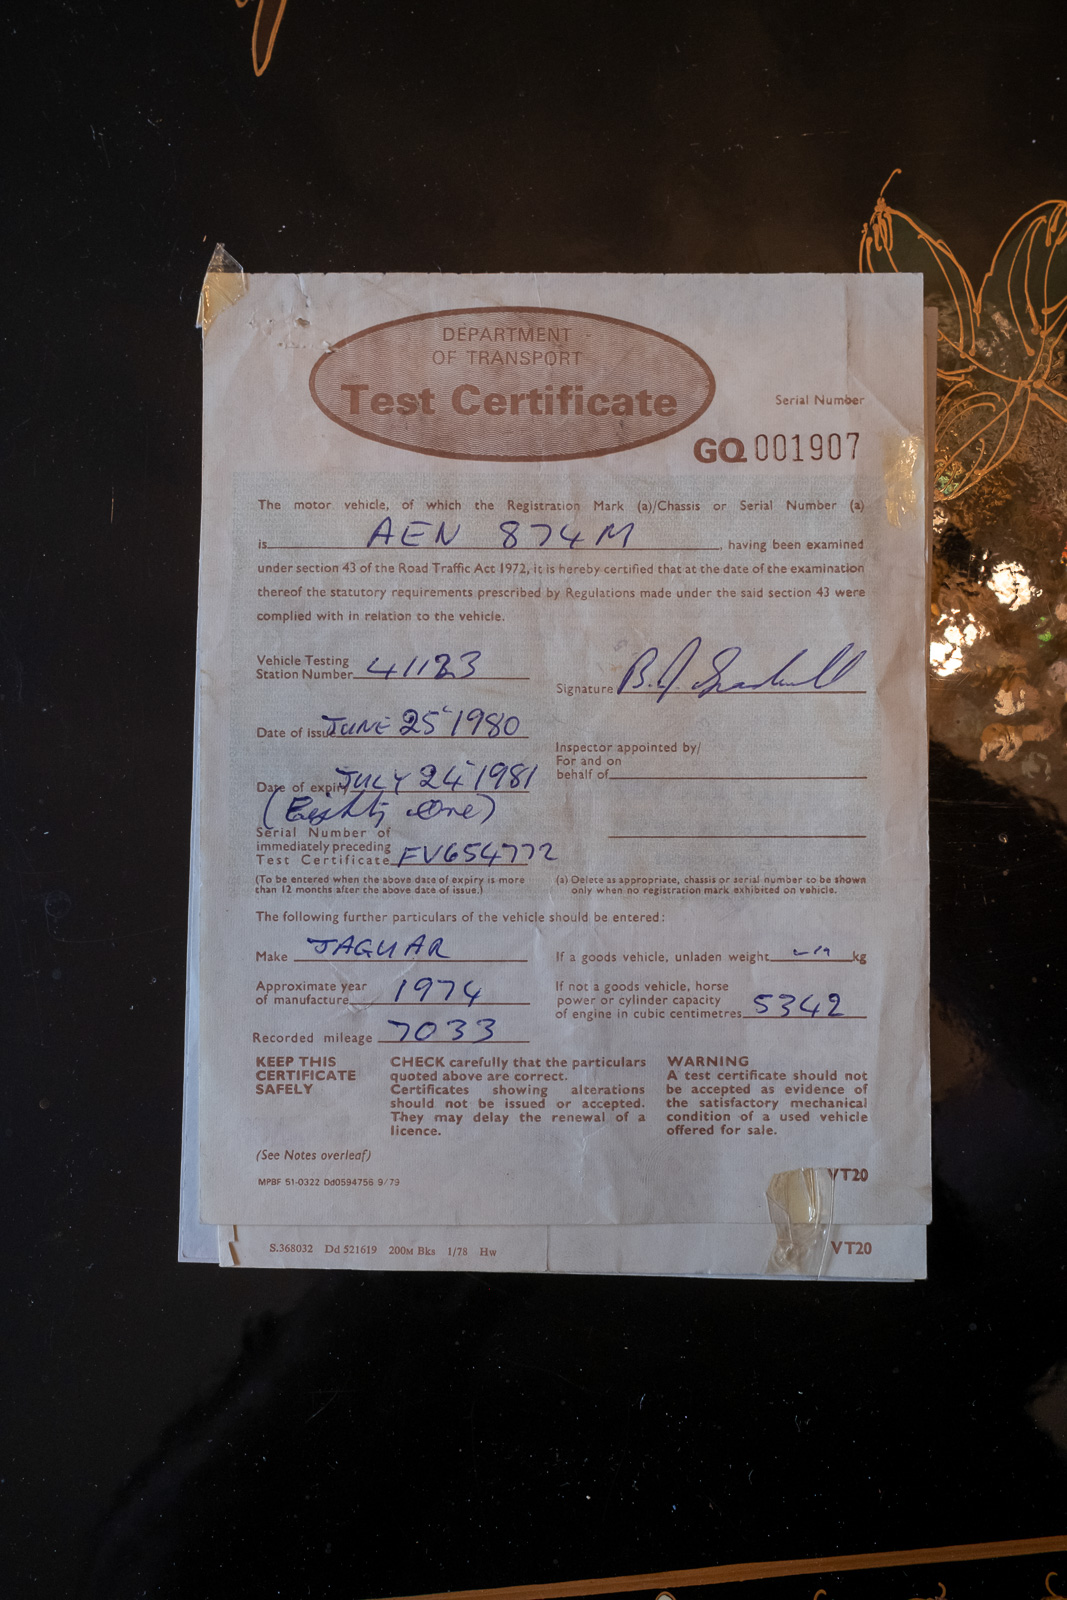 DEPARTMENT
OF TRANSPORT
Test Certificate
Serial Number
GQ 001907
The motor vehicle, of which the Registration Mark (a)/Chassis or Serial Number (a)
is AEN 874M , having been examined
under section 43 of the Road Traffic Act 1972, it is hereby certified that at the date of the examination
thereof the statutory requirements prescribed by Regulations made under the said section 43 were
complied with in relation to the vehicle.
Vehicle Testing
Station Number 41123
Signature B.J.
Date of issue JUNE 25" 1980
Inspector appointed by/
For and on
behalf of
Date of expiry JULY 24" 1981
(Eighty One)
Serial Number of
immediately preceding
Test Certificate FV654772
(To be entered when the above date of expiry is more
than 12 months after the above date of issue.)
(a) Delete as appropriate, chassis or serial number to be shown
only when no registration mark exhibited on vehicle.
The following further particulars of the vehicle should be entered:
Make JAGUAR
If a goods vehicle, unladen weight kg
Approximate year
of manufacture 1974
If not a goods vehicle, horse
power or cylinder capacity
of engine in cubic centimetres 5342
Recorded mileage 7033
KEEP THIS
CERTIFICATE
SAFELY
CHECK carefully that the particulars
quoted above are correct.
Certificates showing alterations
should not be issued or accepted.
They may delay the renewal of a
licence.
WARNING
A test certificate should not
be accepted as evidence of
the satisfactory mechanical
condition of a used vehicle
offered for sale.
(See Notes overleaf)
MPBF 51-0322 Dd0594756 9/79
VT20
S.368032 Dd 521619 200M Bks 1/78 Hw
VT20